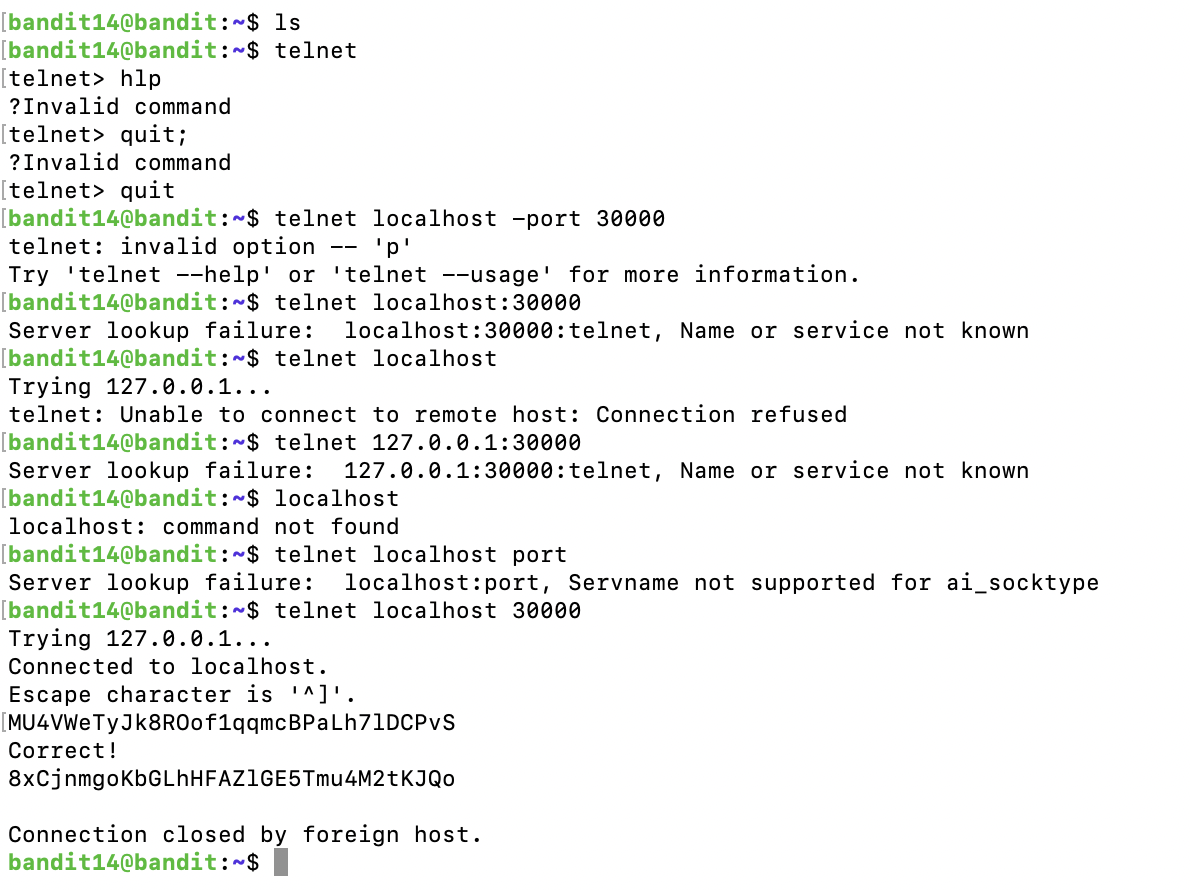 [bandit14@bandit:~$ ls
[bandit14@bandit:~$ telnet
[telnet> hlp
?Invalid command
[telnet> quit;
?Invalid command
[telnet> quit
[bandit14@bandit:~$ telnet localhost -port 30000
telnet: invalid option -- 'p'
Try 'telnet --help' or 'telnet --usage' for more information.
[bandit14@bandit:~$ telnet localhost:30000
Server lookup failure:  localhost:30000:telnet, Name or service not known
[bandit14@bandit:~$ telnet localhost
Trying 127.0.0.1...
telnet: Unable to connect to remote host: Connection refused
[bandit14@bandit:~$ telnet 127.0.0.1:30000
Server lookup failure:  127.0.0.1:30000:telnet, Name or service not known
[bandit14@bandit:~$ localhost
localhost: command not found
[bandit14@bandit:~$ telnet localhost port
Server lookup failure:  localhost:port, Servname not supported for ai_socktype
[bandit14@bandit:~$ telnet localhost 30000
Trying 127.0.0.1...
Connected to localhost.
Escape character is '^]'.
[MU4VWeTyJk8ROof1qqmcBPaLh7lDCPvS
Correct!
8xCjnmgoKbGLhHFAZlGE5Tmu4M2tKJQo
Connection closed by foreign host.
bandit14@bandit:~$